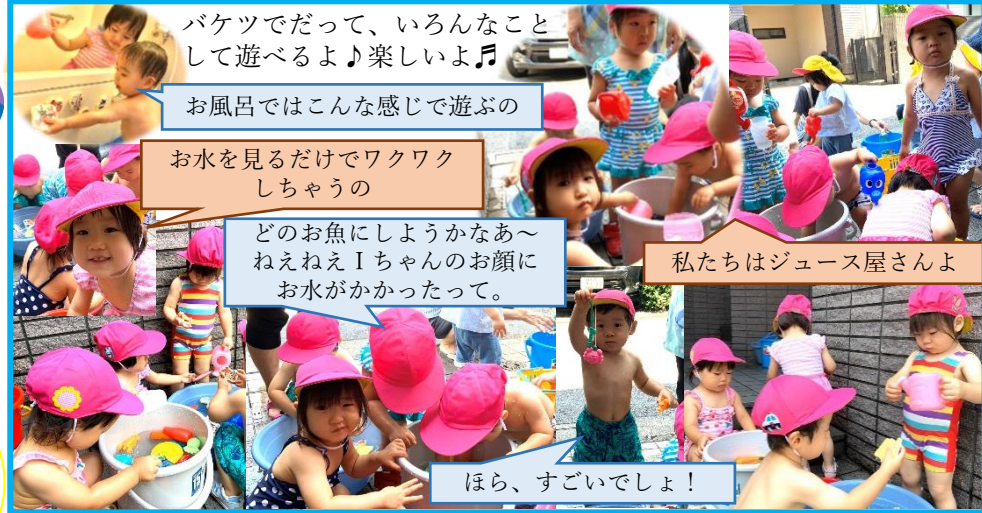 バケツでだって、いろんなこと
して遊べるよ♪楽しいよ♬
お風呂ではこんな感じで遊ぶの
お水を見るだけでワクワク
しちゃうの
どのお魚にしようかなあ～
ねえねえIちゃんのお顔に
お水がかかったって。
私たちはジュース屋さんよ
ほら、すごいでしょ！